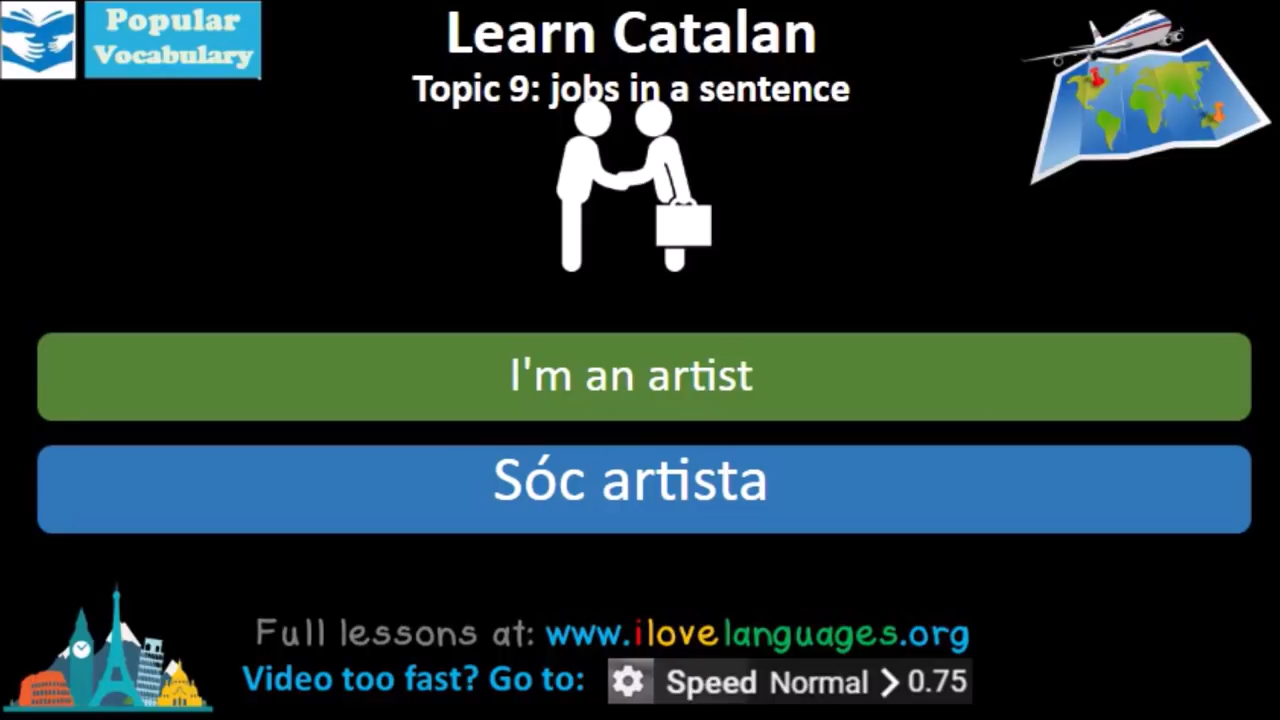 Popular
Vocabulary
Learn Catalan
Topic 9: jobs in a sentence
I'm an artist
Sóc artista
Full lessons at: www.ilovelanguages.org
Video too fast? Go to: Speed Normal > 0.75